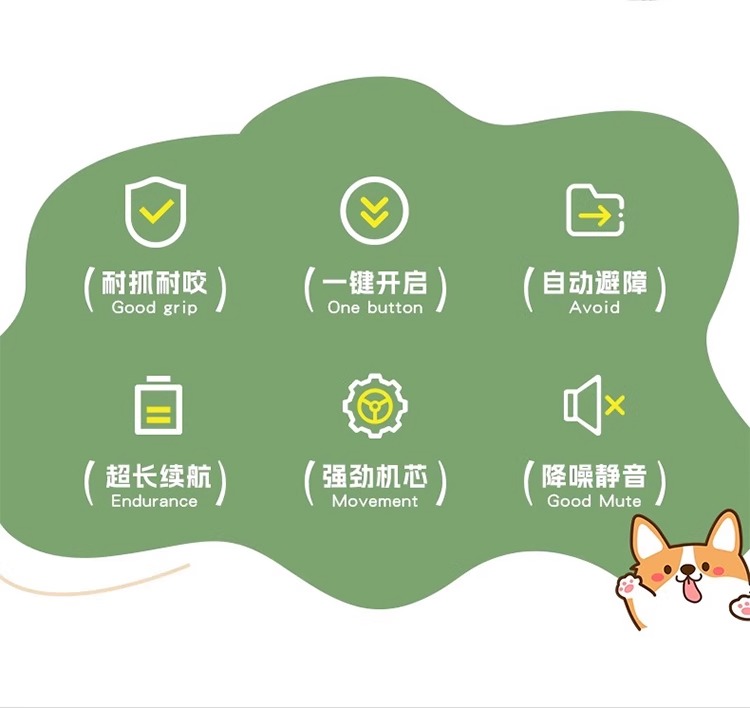 (耐抓耐咬)
Good grip
(一键开启)
One button
(自动避障)
Avoid
(超长续航)
Endurance
(强劲机芯)
Movement
(降噪静音)
Good Mute